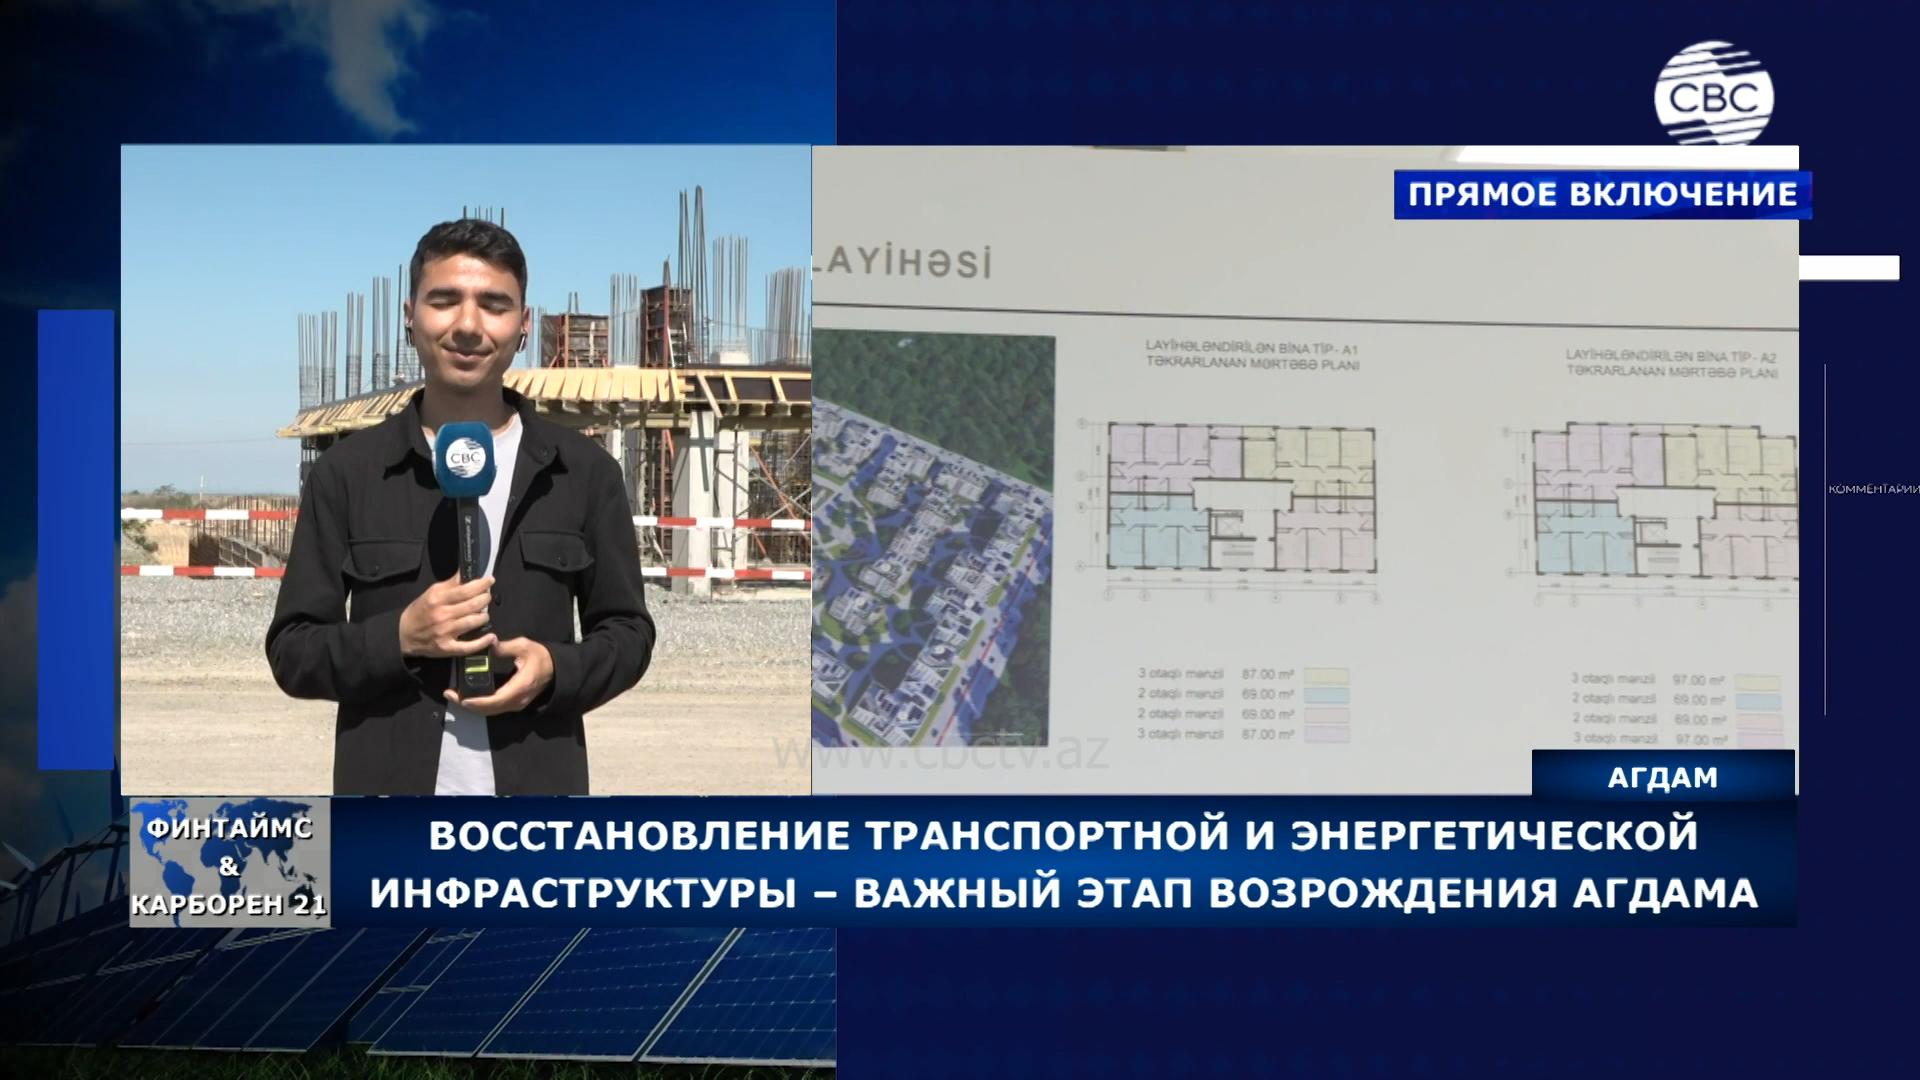 CBC
ПРЯМОЕ ВКЛЮЧЕНИЕ
LAYİHƏSİ
LAYİHƏLƏNDİRİLƏN BİNA TİP - A1
TƏKRARLANAN MƏRTƏBƏ PLANI
LAYİHƏLƏNDİRİLƏN BİNA TİP - A2
TƏKRARLANAN MƏRTƏBƏ PLANI
CBC
КОММЕНТАРИИ
3 otaqlı mənzil 87.00 m²
2 otaqlı mənzil 69.00 m²
2 otaqlı mənzil 69.00 m²
3 otaqlı mənzil 87.00 m²
3 otaqlı mənzil 97.00 m²
2 otaqlı mənzil 69.00 m²
2 otaqlı mənzil 69.00 m²
3 otaqlı mənzil 97.00 m²
www.cbctv.az
АГДАМ
ФИНТАЙМС
&
КАРБОРЕН 21
ВОССТАНОВЛЕНИЕ ТРАНСПОРТНОЙ И ЭНЕРГЕТИЧЕСКОЙ
ИНФРАСТРУКТУРЫ – ВАЖНЫЙ ЭТАП ВОЗРОЖДЕНИЯ АГДАМА